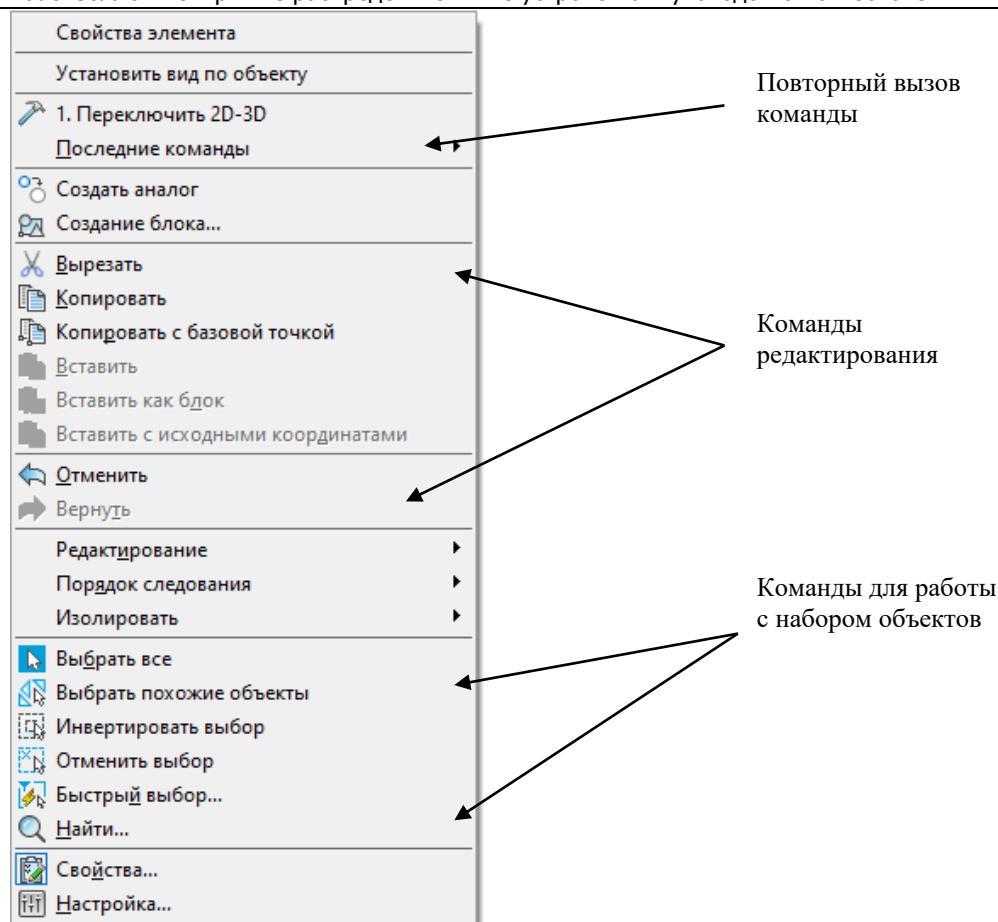 Свойства элемента
Установить вид по объекту
1. Переключить 2D-3D
Последние команды
Создать аналог
Создание блока...
Вырезать
Копировать
Копировать с базовой точкой
Вставить
Вставить как блок
Вставить с исходными координатами
Отменить
Вернуть
Редактирование
Порядок следования
Изолировать
Выбрать все
Выбрать похожие объекты
Инвертировать выбор
Отменить выбор
Быстрый выбор...
Найти...
Свойства...
Настройка...
Повторный вызов
команды
Команды
редактирования
Команды для работы
с набором объектов